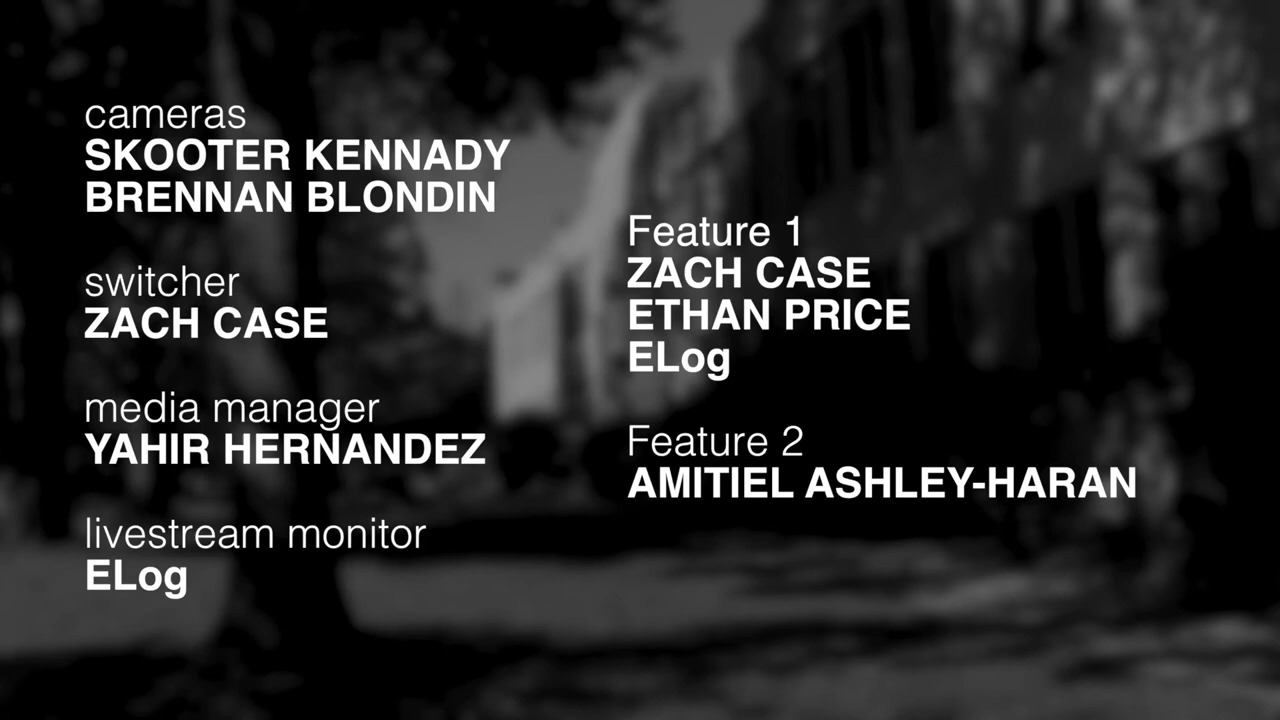 cameras
SKOOTER KENNADY
BRENNAN BLONDIN
switcher
ZACH CASE
media manager
YAHIR HERNANDEZ
livestream monitor
ELog
Feature 1
ZACH CASE
ETHAN PRICE
ELog
Feature 2
AMITIEL ASHLEY-HARAN